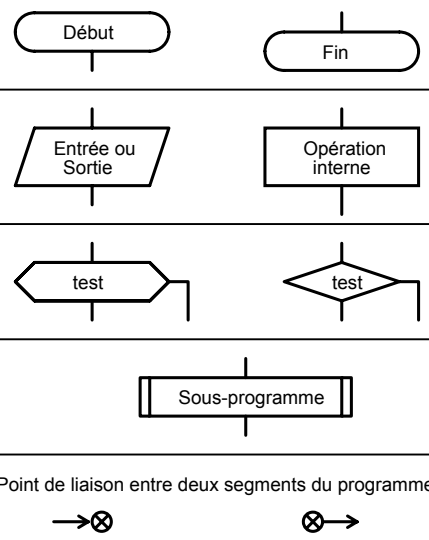 Début
Fin
Entrée ou
Sortie
Opération
interne
test
test
Sous-programme
Point de liaison entre deux segments du programme